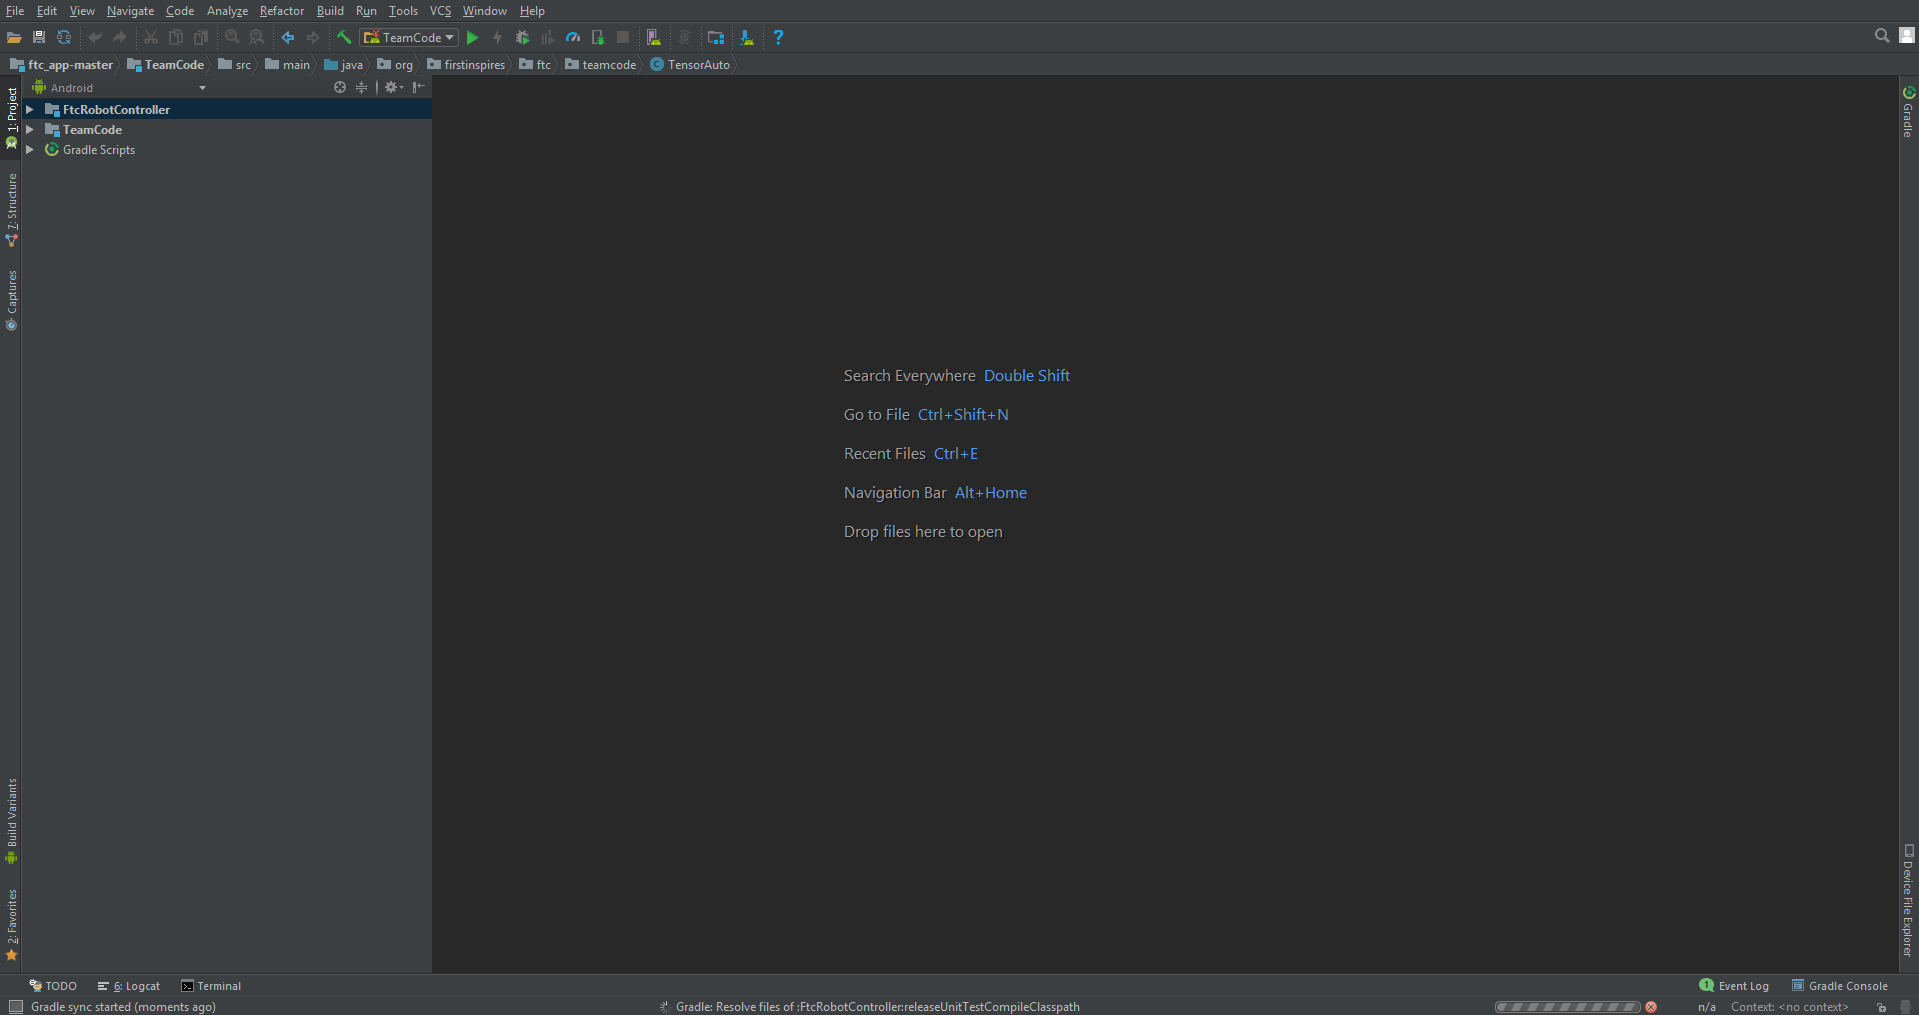 File Edit View Navigate Code Analyze Refactor Build Run Tools VCS Window Help
TeamCode
ftc_app-master TeamCode src main java org firstinspires ftc teamcode TensorAuto
Android
FtcRobotController
TeamCode
Gradle Scripts
1: Project
7: Structure
Captures
Build Variants
2: Favorites
Search Everywhere Double Shift
Go to File Ctrl+Shift+N
Recent Files Ctrl+E
Navigation Bar Alt+Home
Drop files here to open
Gradle
Device File Explorer
TODO 6: Logcat Terminal 1 Event Log Gradle Console
Gradle sync started (moments ago) Gradle: Resolve files of :FtcRobotController:releaseUnitTestCompileClasspath n/a Context: <no context>